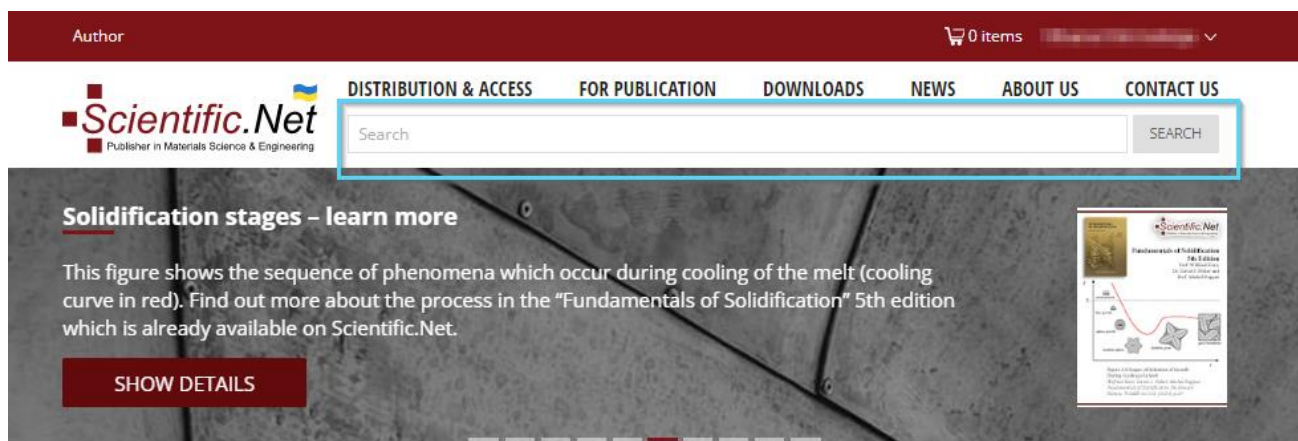 Author
0 items
DISTRIBUTION & ACCESS FOR PUBLICATION DOWNLOADS NEWS ABOUT US CONTACT US
Scientific.Net
Publisher in Materials Science & Engineering
Search
SEARCH
Solidification stages – learn more
This figure shows the sequence of phenomena which occur during cooling of the melt (cooling
curve in red). Find out more about the process in the “Fundamentals of Solidification” 5th edition
which is already available on Scientific.Net.
SHOW DETAILS
Scientific.Net
Fundamentals of Solidification
5th Edition